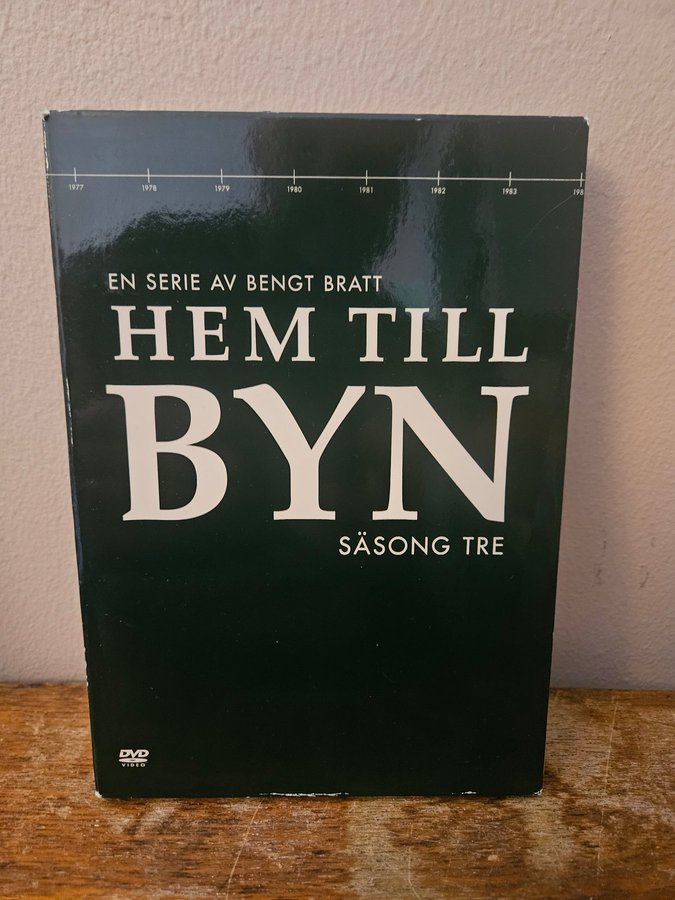 1977 1978 1979 1980 1981 1982 1983 198
EN SERIE AV BENGT BRATT
HEM TILL
BYN
SÄSONG TRE
DVD
VIDEO